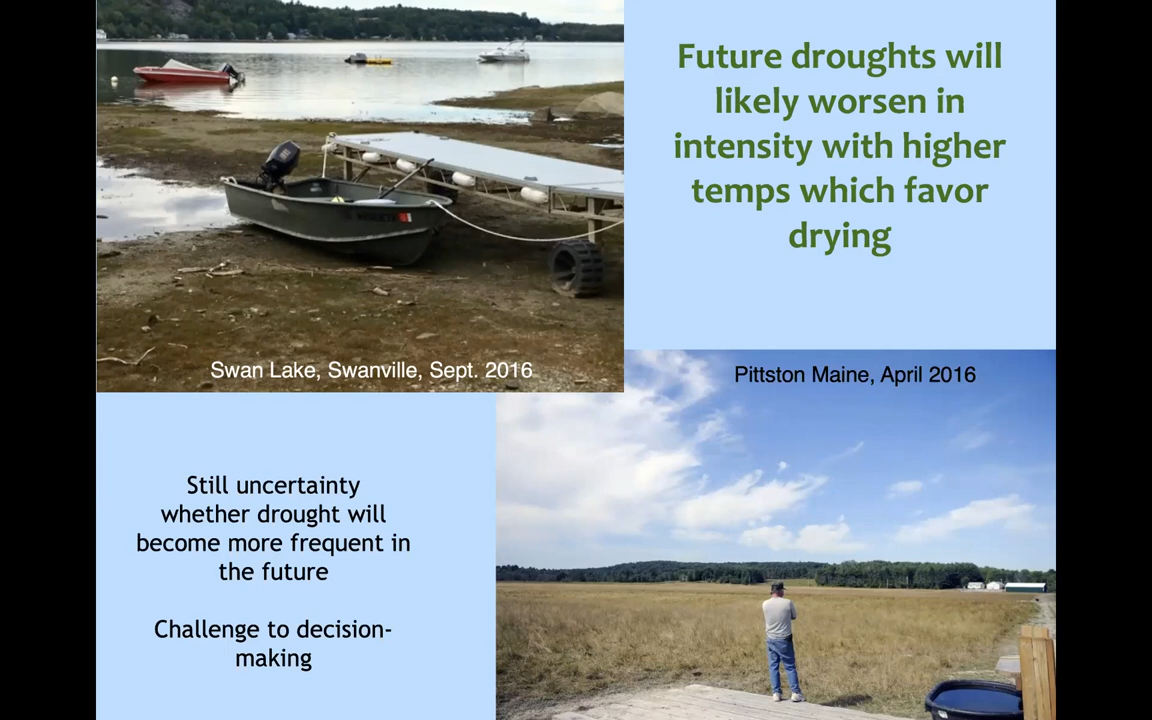 Future droughts will
likely worsen in
intensity with higher
temps which favor
drying
Swan Lake, Swanville, Sept. 2016
Pittston Maine, April 2016
Still uncertainty
whether drought will
become more frequent in
the future
Challenge to decision-
making